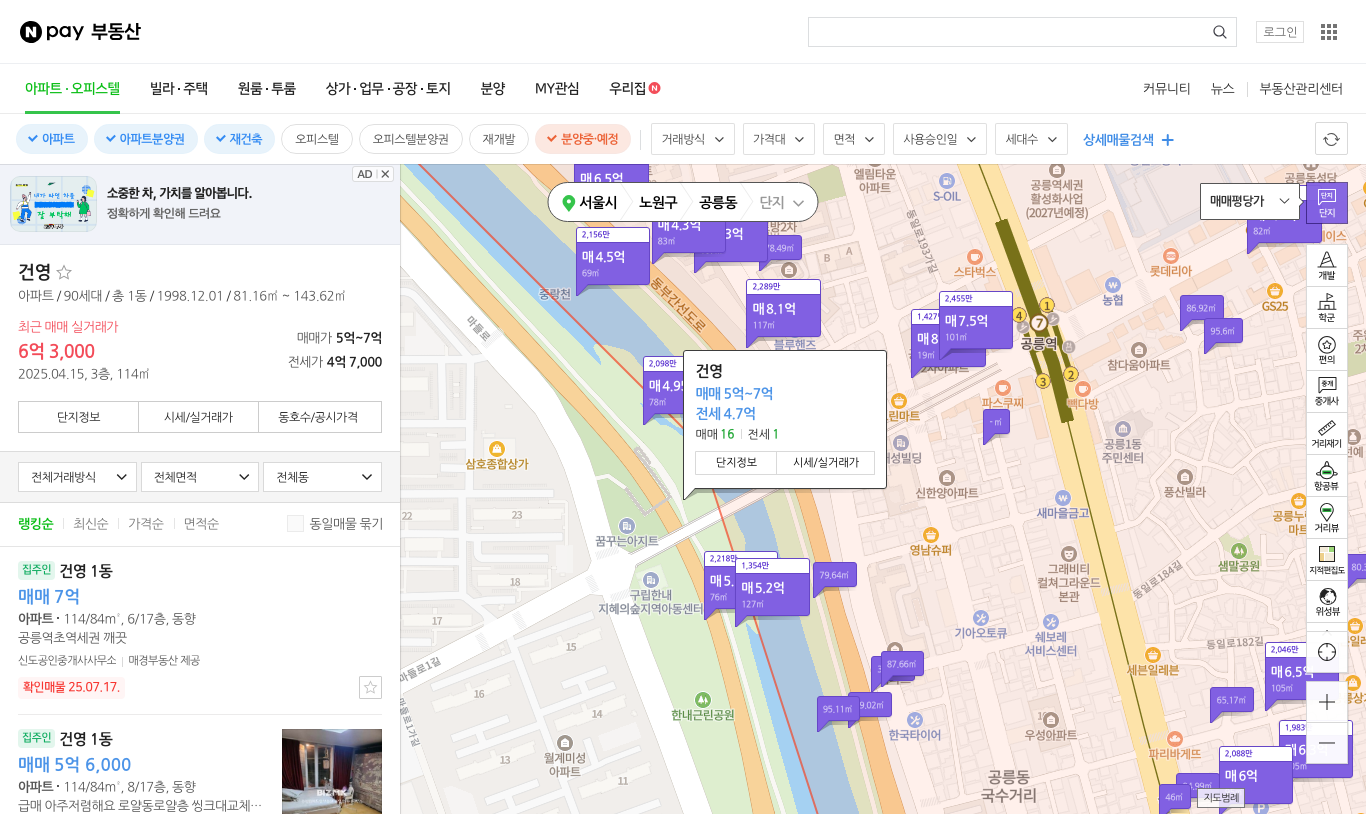 N pay 부동산
로그인
아파트·오피스텔
빌라·주택
원룸·투룸
상가·업무·공장·토지
분양
MY관심
우리집 N
커뮤니티
뉴스
부동산관리센터
아파트
아파트분양권
재건축
오피스텔
오피스텔분양권
재개발
분양중·예정
거래방식
가격대
면적
사용승인일
세대수
상세매물검색
AD
소중한 차, 가치를 알아봅니다.
정확하게 확인해 드려요
건영
아파트 / 90세대 / 총 1동 / 1998.12.01 / 81.16㎡ ~ 143.62㎡
최근 매매 실거래가
6억 3,000
2025.04.15, 3층, 114㎡
매매가 5억~7억
전세가 4억 7,000
단지정보
시세/실거래가
동호수/공시가격
전체거래방식
전체면적
전체동
랭킹순
최신순
가격순
면적순
동일매물 묶기
집주인 건영 1동
매매 7억
아파트 · 114/84m², 6/17층, 동향
공릉역초역세권 깨끗
신도공인중개사사무소 | 매경부동산 제공
확인매물 25.07.17.
집주인 건영 1동
매매 5억 6,000
아파트 · 114/84m², 8/17층, 동향
급매 아주저렴해요 로얄동로얄층 씽크대교체…
서울시
노원구
공릉동
단지
매매평당가
단지
매6.5억
엘림타운
아파트
S-OIL
공릉역세권
활성화사업
(2027년예정)
공릉동성당
2,156만
매4.5억
69㎡
매4.3억
83㎡
3억
방2차
78.49㎡
B
A
동일로193가길
82㎡
중랑천
동부간선도로
마들로
2,289만
매8.1억
117㎡
블루핸즈
스타벅스
롯데리아
농협
GS25
86.92㎡
95.6㎡
2,455만
매7.5억
101㎡
매8
19㎡
4
1
7
공릉역
3
2
참다움아파트
2,098만
78㎡
건영
매매 5억~7억
전세 4.7억
매매 16 | 전세 1
단지정보
시세/실거래가
파스쿠찌
뻑다방
- ㎡
공릉1동
주민센터
신한양아파트
풍산빌라
새마을금고
삼호종합상가
22
23
18
17
16
15
14
13
11
꿈꾸는아지트
구립한내
지혜의숲지역아동센터
2,218만
매5.
76㎡
1,354만
매5.2억
127㎡
79.64㎡
영남슈퍼
그래비티
컬쳐그라운드
본관
샘말공원
동일로184길
기아오토큐
쉐보레
서비스센터
세븐일레븐
동일로182길
2,046만
매6.5억
105㎡
87.66㎡
95.11㎡
65.17㎡
한내근린공원
마들로1길
마들로1가길
월계미성
아파트
한국타이어
우성아파트
파리바게뜨
공릉동
국수거리
2,088만
매6억
46㎡
지도범례
개발
학군
편의
중개
중개사
거리재기
항공뷰
거리뷰
지적편집도
위성뷰